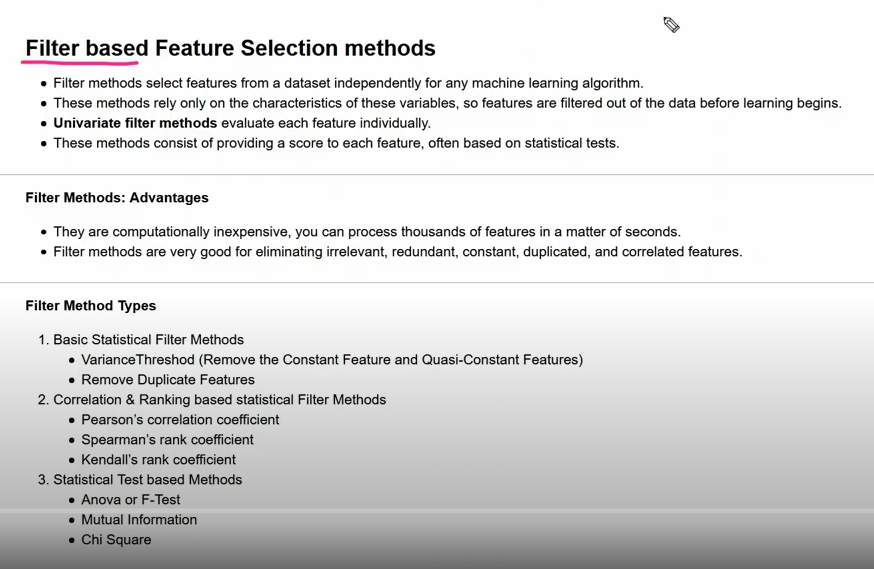 Filter based Feature Selection methods
• Filter methods select features from a dataset independently for any machine learning algorithm.
• These methods rely only on the characteristics of these variables, so features are filtered out of the data before learning begins.
• Univariate filter methods evaluate each feature individually.
• These methods consist of providing a score to each feature, often based on statistical tests.
Filter Methods: Advantages
• They are computationally inexpensive, you can process thousands of features in a matter of seconds.
• Filter methods are very good for eliminating irrelevant, redundant, constant, duplicated, and correlated features.
Filter Method Types
1. Basic Statistical Filter Methods
• VarianceThreshod (Remove the Constant Feature and Quasi-Constant Features)
• Remove Duplicate Features
2. Correlation & Ranking based statistical Filter Methods
• Pearson's correlation coefficient
• Spearman's rank coefficient
• Kendall's rank coefficient
3. Statistical Test based Methods
• Anova or F-Test
• Mutual Information
• Chi Square